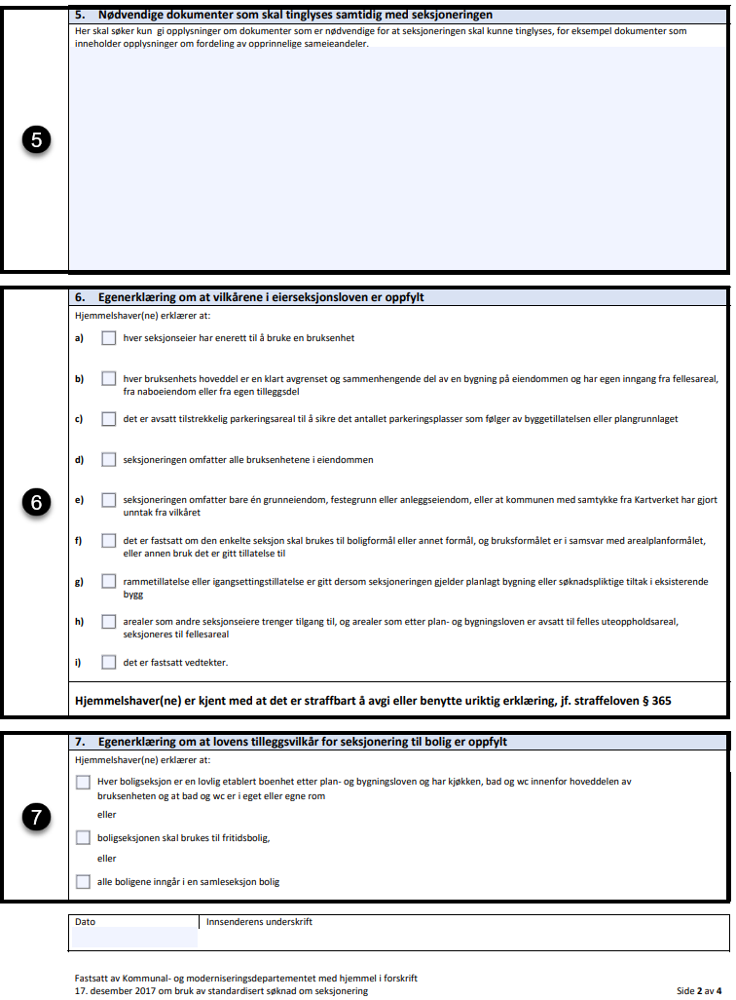 5. Nødvendige dokumenter som skal tinglyses samtidig med seksjoneringen
Her skal søker kun gi opplysninger om dokumenter som er nødvendige for at seksjoneringen skal kunne tinglyses, for eksempel dokumenter som
inneholder opplysninger om fordeling av opprinnelige sameieandeler.
5
6. Egenerklæring om at vilkårene i eierseksjonsloven er oppfylt
Hjemmelshaver(ne) erklærer at:
a) hver seksjonseier har enerett til å bruke en bruksenhet
b) hver bruksenhets hoveddel er en klart avgrenset og sammenhengende del av en bygning på eiendommen og har egen inngang fra fellesareal,
fra naboeiendom eller fra egen tilleggsdel
c) det er avsatt tilstrekkelig parkeringsareal til å sikre det antallet parkeringsplasser som følger av byggetillatelsen eller plangrunnlaget
d) seksjoneringen omfatter alle bruksenhetene i eiendommen
6
e) seksjoneringen omfatter bare én grunneiendom, festegrunn eller anleggseiendom, eller at kommunen med samtykke fra Kartverket har gjort
unntak fra vilkåret
f) det er fastsatt om den enkelte seksjon skal brukes til boligformål eller annet formål, og bruksformålet er i samsvar med arealplanformålet,
eller annen bruk det er gitt tillatelse til
g) rammetillatelse eller igangsettingstillatelse er gitt dersom seksjoneringen gjelder planlagt bygning eller søknadspliktige tiltak i eksisterende
bygg
h) arealer som andre seksjonseiere trenger tilgang til, og arealer som etter plan- og bygningsloven er avsatt til felles uteoppholdsareal,
seksjoneres til fellesareal
i) det er fastsatt vedtekter.
Hjemmelshaver(ne) er kjent med at det er straffbart å avgi eller benytte uriktig erklæring, jf. straffeloven § 365
7. Egenerklæring om at lovens tilleggsvilkår for seksjonering til bolig er oppfylt
Hjemmelshaver(ne) erklærer at:
Hver boligseksjon er en lovlig etablert boenhet etter plan- og bygningsloven og har kjøkken, bad og wc innenfor hoveddelen av
bruksenheten og at bad og wc er i eget eller egne rom
7
eller
boligseksjonen skal brukes til fritidsbolig,
eller
alle boligene inngår i en samleseksjon bolig
Dato Innsenderens underskrift
Fastsatt av Kommunal- og moderniseringsdepartementet med hjemmel i forskrift
17. desember 2017 om bruk av standardisert søknad om seksjonering Side 2 av 4